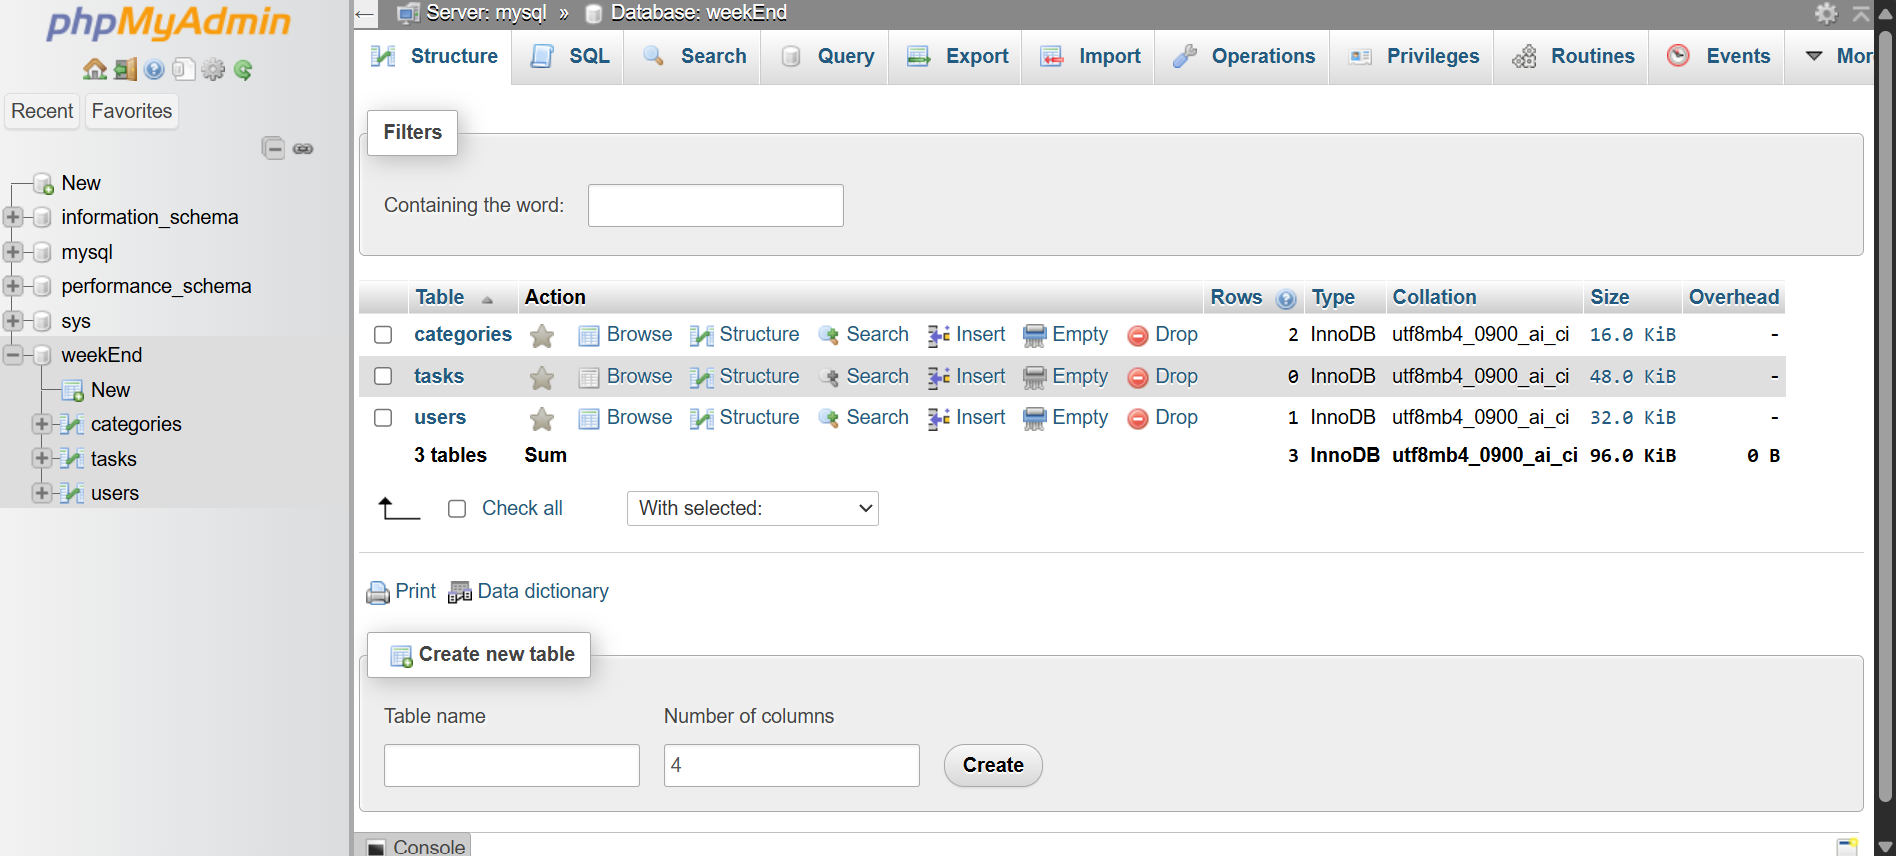 phpMyAdmin
Recent Favorites
New
information_schema
mysql
performance_schema
sys
weekEnd
New
categories
tasks
users
Server: mysql » Database: weekEnd
Structure SQL Search Query Export Import Operations Privileges Routines Events Mor
Filters
Containing the word:
Table Action Rows Type Collation Size Overhead
categories Browse Structure Search Insert Empty Drop 2 InnoDB utf8mb4_0900_ai_ci 16.0 KiB -
tasks Browse Structure Search Insert Empty Drop 0 InnoDB utf8mb4_0900_ai_ci 48.0 KiB -
users Browse Structure Search Insert Empty Drop 1 InnoDB utf8mb4_0900_ai_ci 32.0 KiB -
3 tables Sum 3 InnoDB utf8mb4_0900_ai_ci 96.0 KiB 0 B
Check all With selected:
Print Data dictionary
Create new table
Table name Number of columns
4 Create
Console